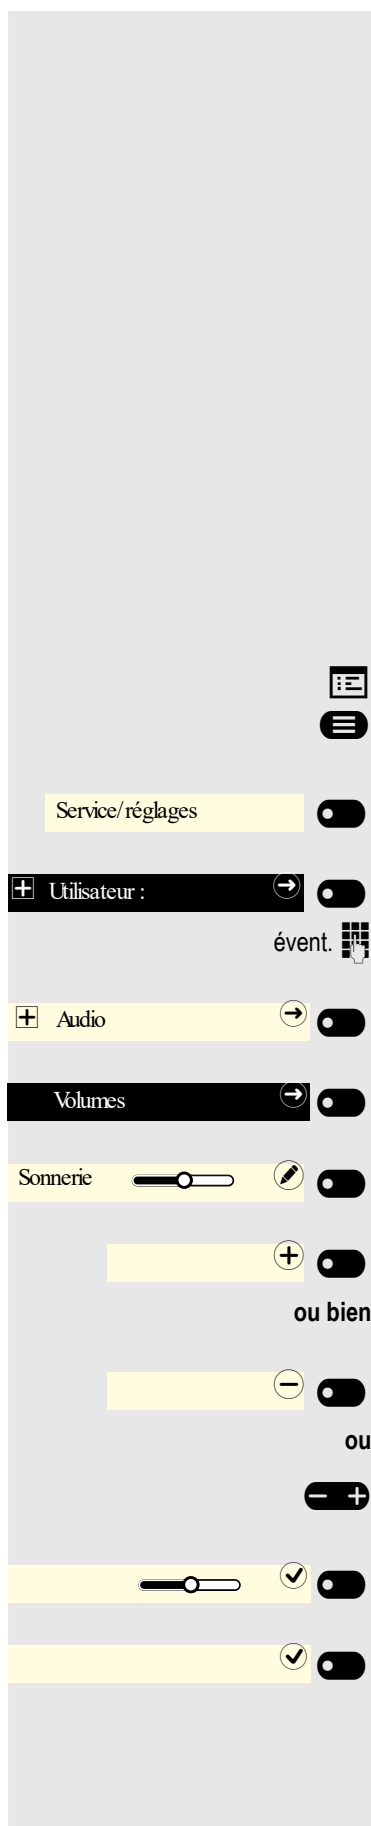 Service/réglages
Utilisateur :
évent.
Audio
Volumes
Sonnerie
ou bien
ou